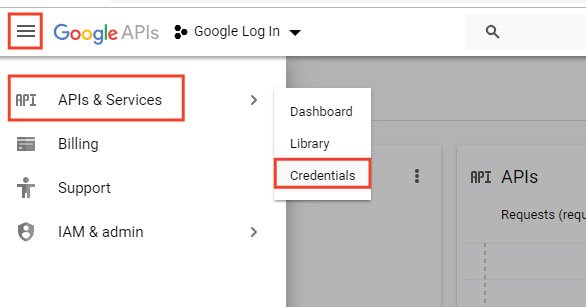 Google APIs Google Log In
API APIs & Services
Billing
Support
IAM & admin
Dashboard
Library
Credentials
API APIs
Requests (requ